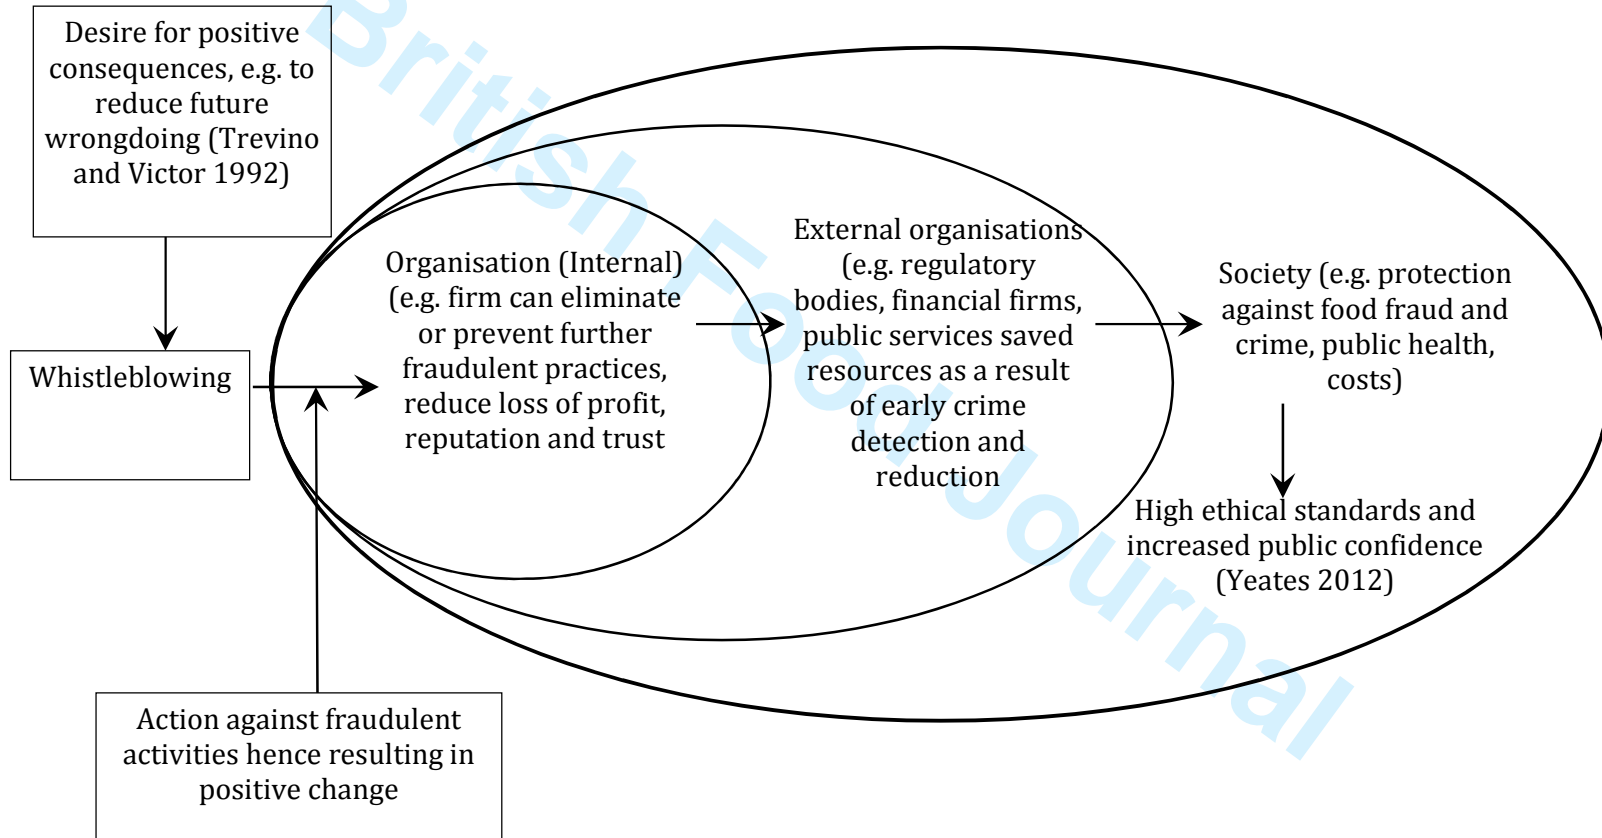 Desire for positive
consequences, e.g. to
reduce future
wrongdoing (Trevino
and Victor 1992)
Whistleblowing
Action against fraudulent
activities hence resulting in
positive change
Organisation (Internal)
(e.g. firm can eliminate
or prevent further
fraudulent practices,
reduce loss of profit,
reputation and trust
External organisations
(e.g. regulatory
bodies, financial firms,
public services saved
resources as a result
of early crime
detection and
reduction
Society (e.g. protection
against food fraud and
crime, public health,
costs)
High ethical standards and
increased public confidence
(Yeates 2012)
British Food Journal